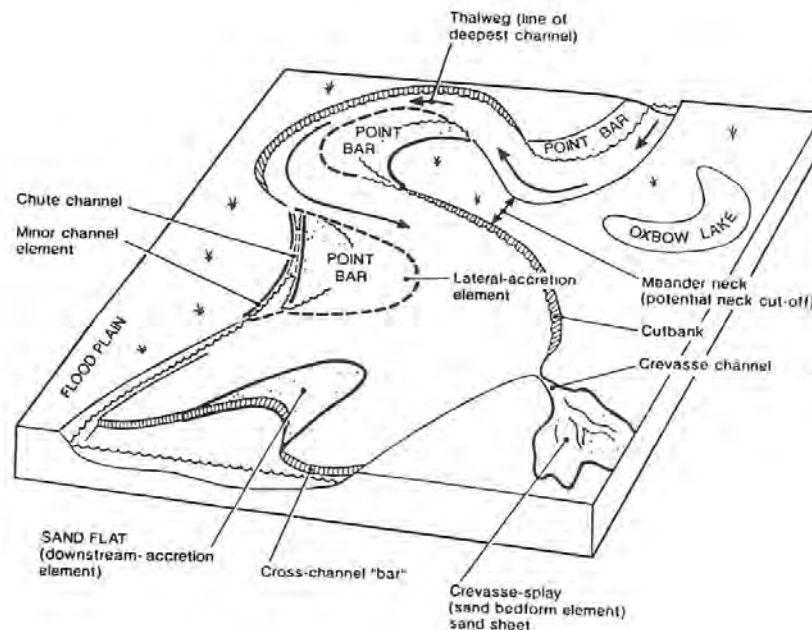 Thalweg (line of
deepest channel)
POINT
BAR
POINT BAR
Chute channel
Minor channel
element
OXBOW LAKE
POINT
BAR
Lateral-accretion
element
Meander neck
(potential neck cut-off)
Cutbank
Crevasse channel
FLOOD PLAIN
SAND FLAT
(downstream-accretion
element)
Cross-channel "bar"
Crevasse-splay
(sand bedform element)
sand sheet